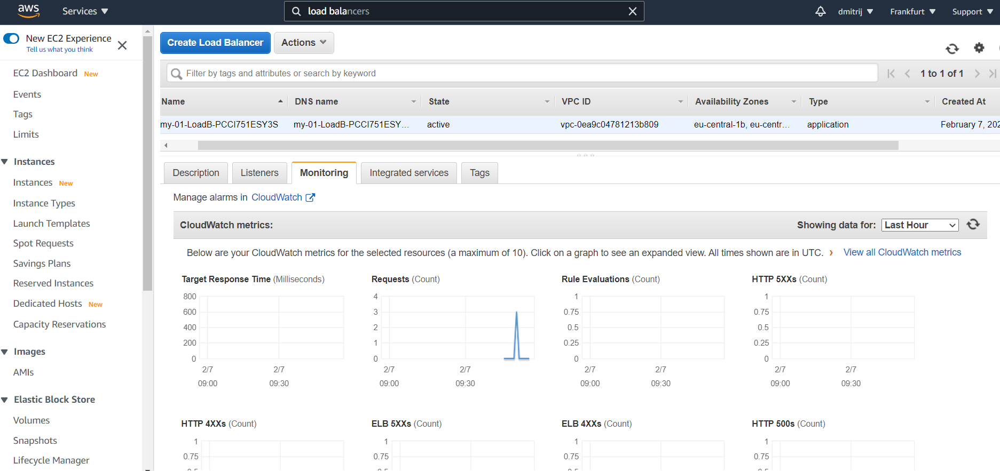 aws Services load balancers dmitrij Frankfurt Support
New EC2 Experience
Tell us what you think
EC2 Dashboard New
Events
Tags
Limits
Instances
Instances New
Instance Types
Launch Templates
Spot Requests
Savings Plans
Reserved Instances
Dedicated Hosts New
Capacity Reservations
Images
AMIs
Elastic Block Store
Volumes
Snapshots
Lifecycle Manager
Create Load Balancer Actions
Filter by tags and attributes or search by keyword 1 to 1 of 1
Name DNS name State VPC ID Availability Zones Type Created At
my-01-LoadB-PCCI751ESY3S my-01-LoadB-PCCI751ESY… active vpc-0ea9c04781213b809 eu-central-1b, eu-centr… application February 7, 202
Description Listeners Monitoring Integrated services Tags
Manage alarms in CloudWatch
CloudWatch metrics: Showing data for: Last Hour
Below are your CloudWatch metrics for the selected resources (a maximum of 10). Click on a graph to see an expanded view. All times shown are in UTC. › View all CloudWatch metrics
Target Response Time (Milliseconds)
800
600
400
200
0
2/7 2/7
09:00 09:30
Requests (Count)
4
3
2
1
0
2/7 2/7
09:00 09:30
Rule Evaluations (Count)
1
0.75
0.5
0.25
0
2/7 2/7
09:00 09:30
HTTP 5XXs (Count)
1
0.75
0.5
0.25
0
2/7 2/7
09:00 09:30
HTTP 4XXs (Count)
1
0.75
ELB 5XXs (Count)
1
0.75
ELB 4XXs (Count)
1
0.75
HTTP 500s (Count)
1
0.75